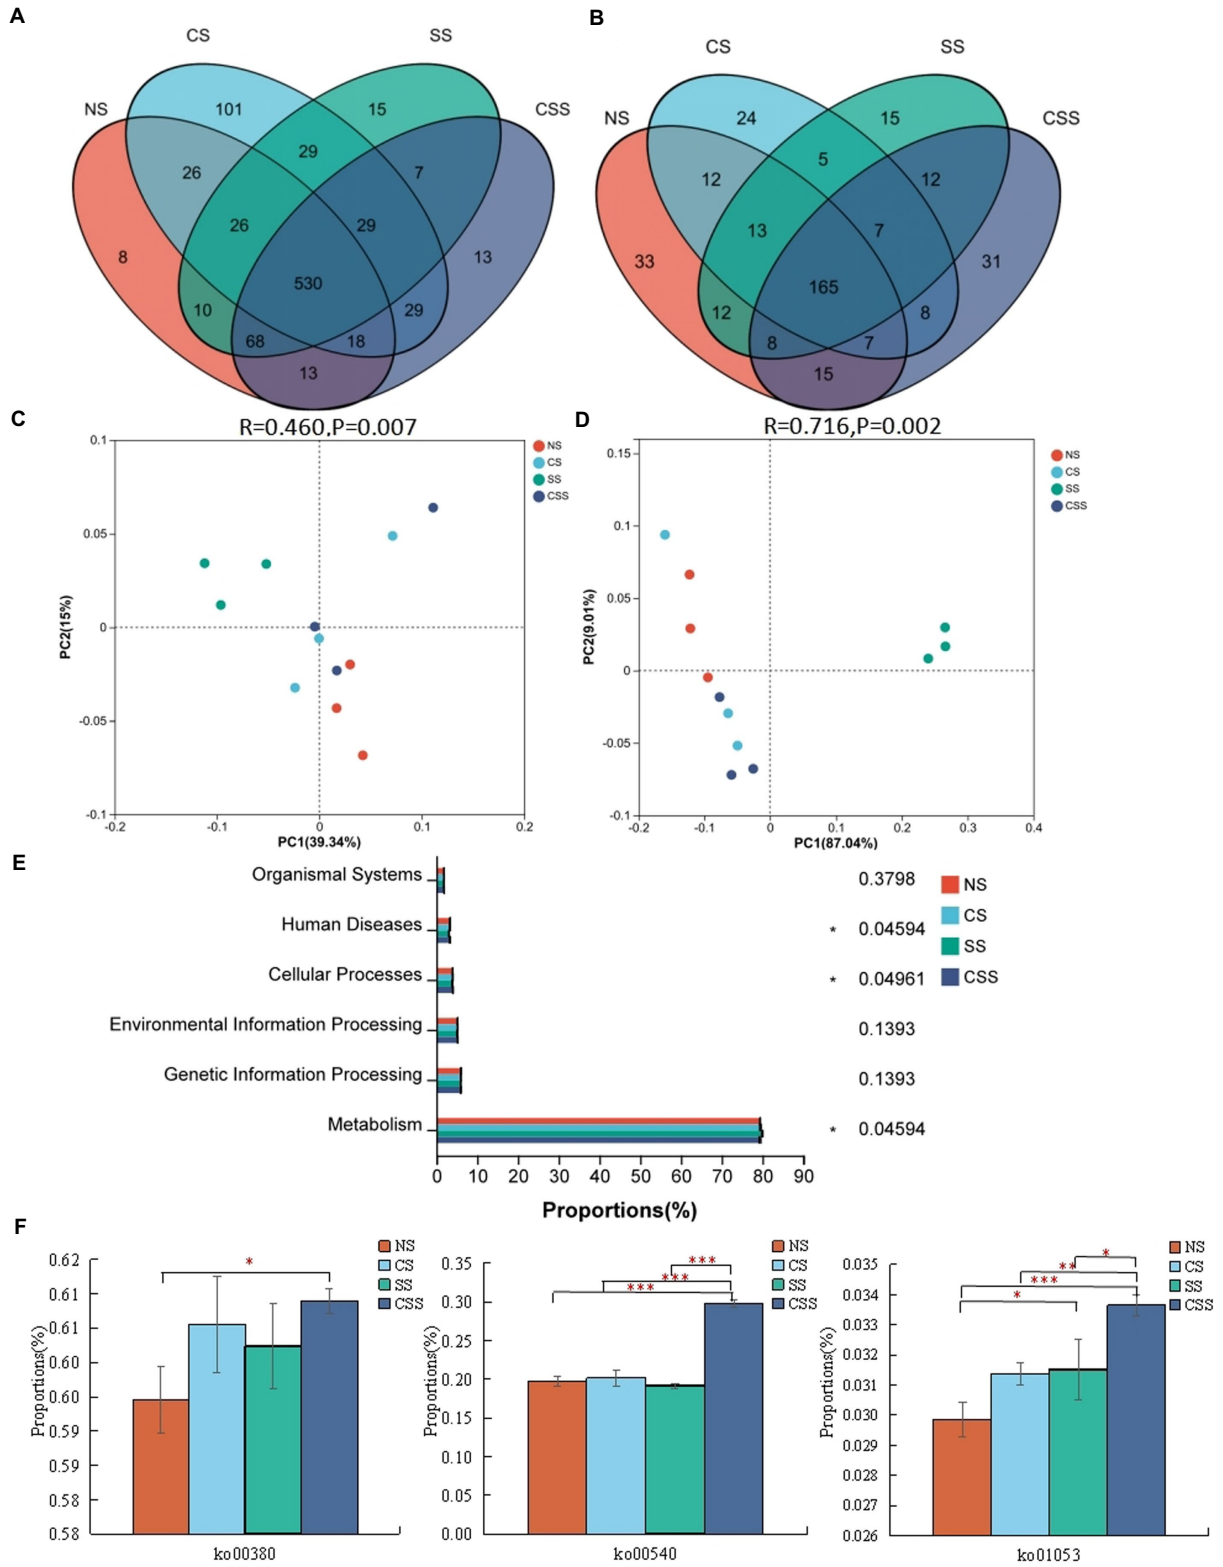 A
B
CS
SS
NS
CSS
101
15
29
26
7
26
29
8
13
530
10
29
68
18
13
CS
SS
NS
CSS
24
15
5
12
12
13
7
33
31
165
12
8
8
7
15
C
R=0.460,P=0.007
0.1
0.05
0
-0.05
-0.1
-0.2
-0.1
0
0.1
0.2
PC2(15%)
PC1(39.34%)
NS
CS
SS
CSS
D
R=0.716,P=0.002
0.15
0.1
0.05
0
-0.05
-0.1
-0.2
-0.1
0
0.1
0.2
0.3
0.4
PC2(9.01%)
PC1(87.04%)
NS
CS
SS
CSS
E
Organismal Systems 0.3798
Human Diseases * 0.04594
Cellular Processes * 0.04961
Environmental Information Processing 0.1393
Genetic Information Processing 0.1393
Metabolism * 0.04594
0 10 20 30 40 50 60 70 80 90
Proportions(%)
NS
CS
SS
CSS
F
0.62
0.61
0.61
0.60
0.60
0.59
0.59
0.58
0.58
Proportions(%)
*
NS
CS
SS
CSS
ko00380
0.35
0.30
0.25
0.20
0.15
0.10
0.05
0.00
Proportions(%)
***
***
***
NS
CS
SS
CSS
ko00540
0.035
0.034
0.033
0.032
0.031
0.030
0.029
0.028
0.027
0.026
Proportions(%)
*
**
***
*
NS
CS
SS
CSS
ko01053